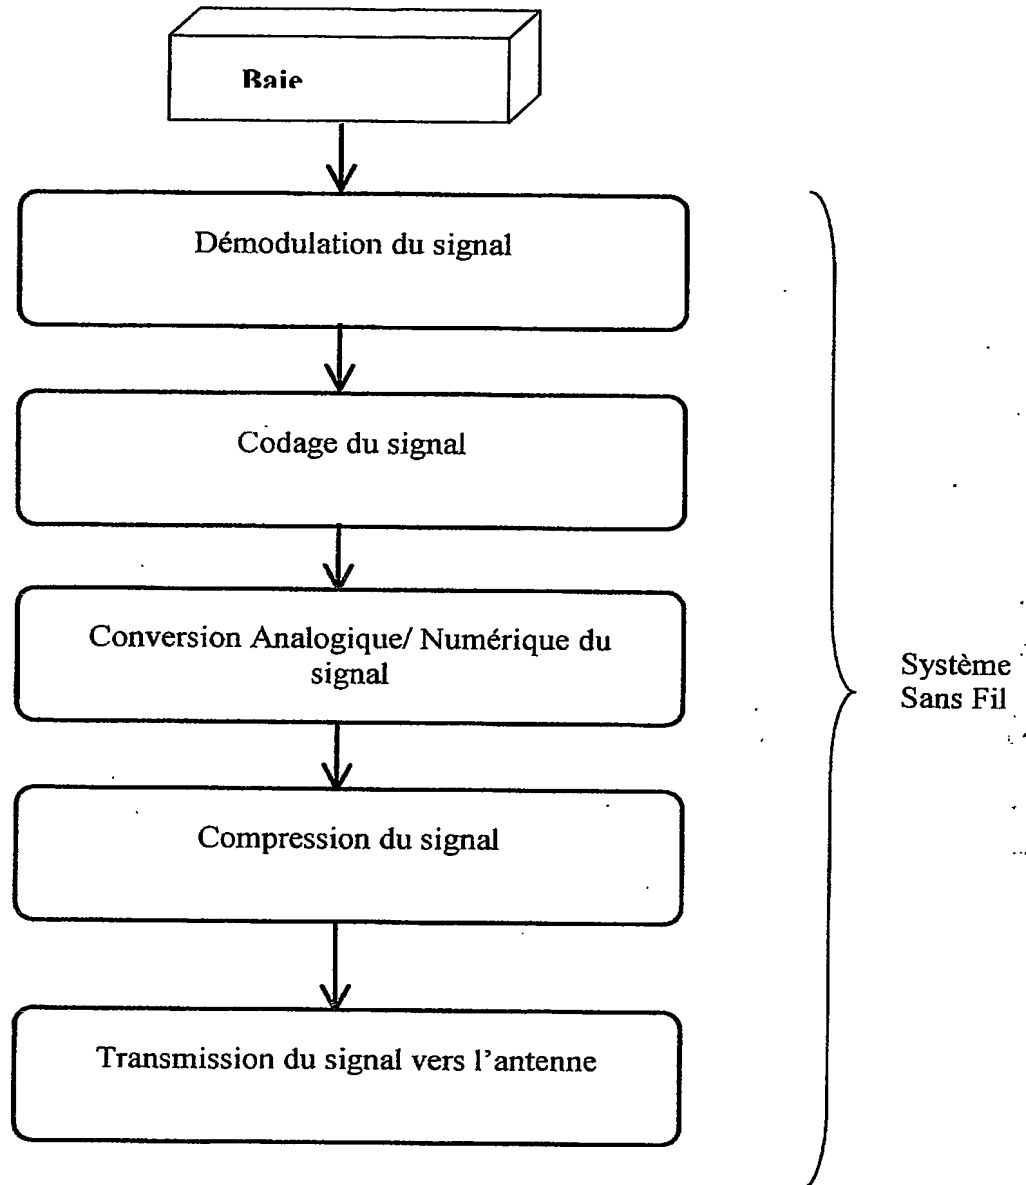 Baie
Démodulation du signal
Codage du signal
Conversion Analogique/ Numérique du
signal
Compression du signal
Transmission du signal vers l'antenne
Système
Sans Fil